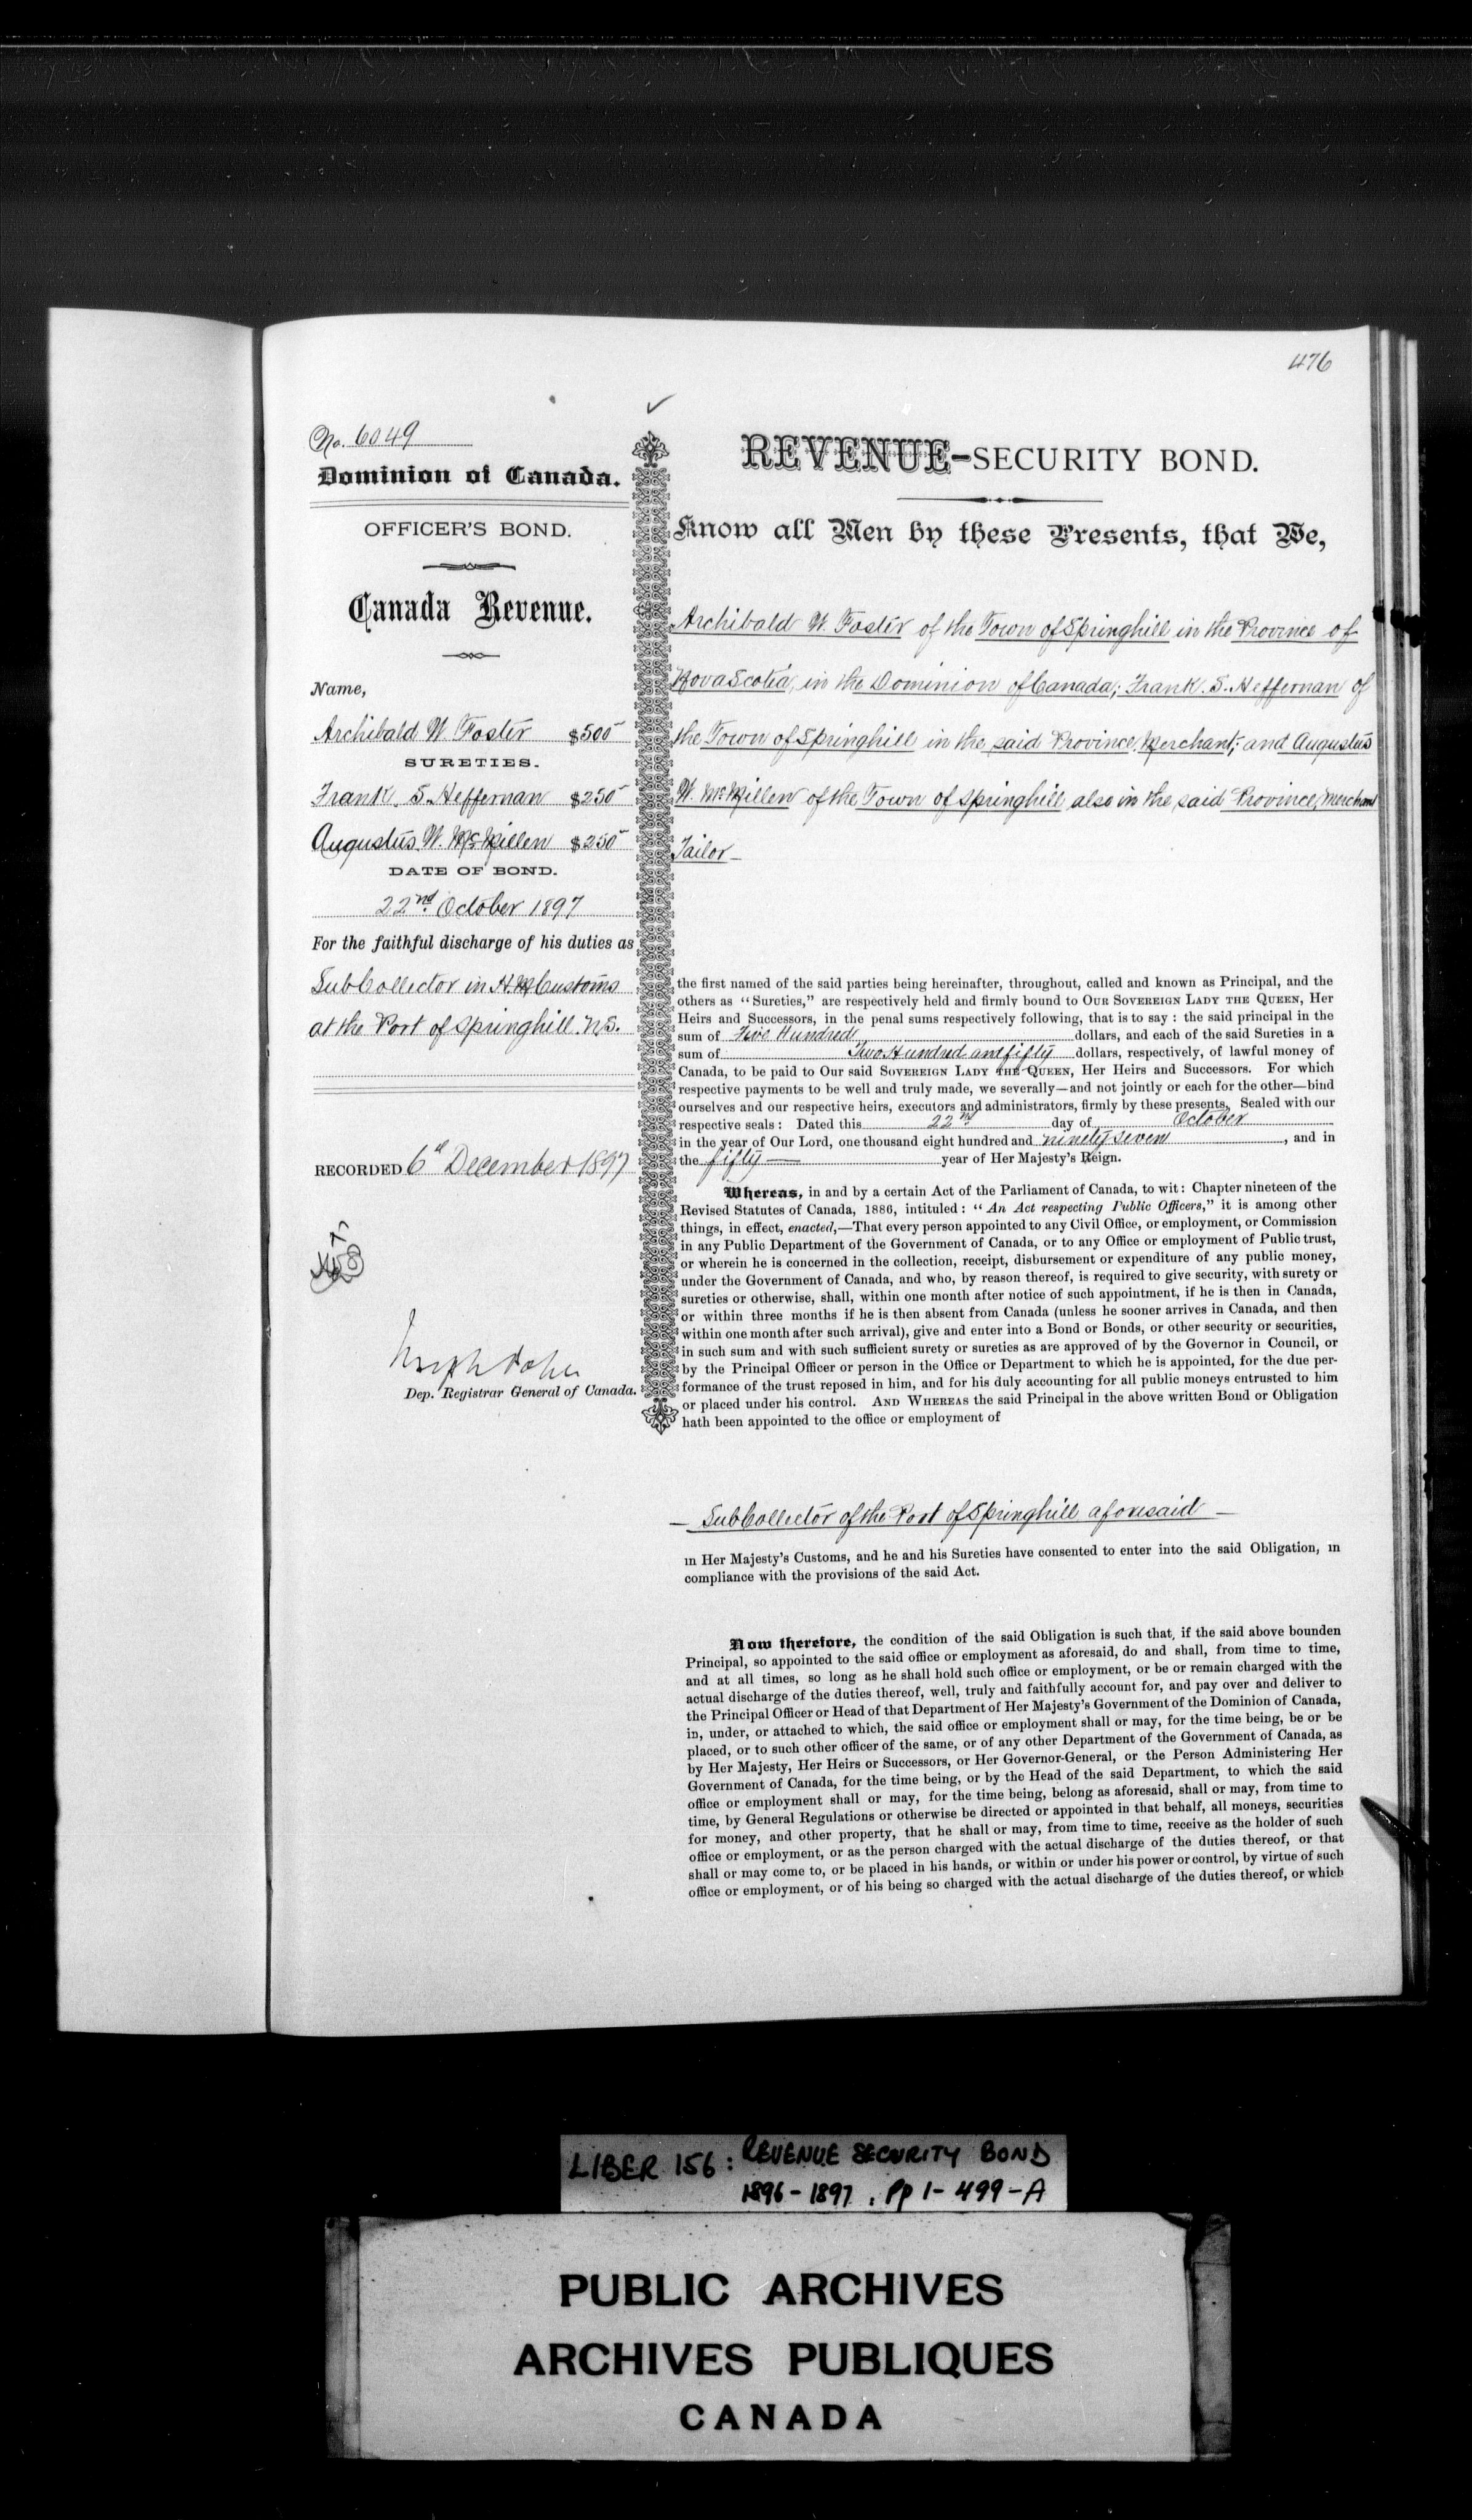 476
No. 6049
Dominion of Canada.
OFFICER'S BOND.
Canada Revenue.
Name,
Archibald W. Foster $500
SURETIES.
Frank. S. Heffernan $250
Augustus. W. McMillen $250
DATE OF BOND.
22nd October 1897
For the faithful discharge of his duties as
SubCollector in H.M. Customs
at the Port of Springhill. N.S.
RECORDED 6th December 1897
Dep. Registrar General of Canada.
REVENUE-SECURITY BOND.
Know all Men by these Presents, that We,
Archibald W. Foster of the Town of Springhill in the Province of
Nova Scotia, in the Dominion of Canada; Frank. S. Heffernan of
the Town of Springhill in the said Province, Merchant; and Augustus
W. McMillen of the Town of Springhill also in the said Province, Merchant
Tailor
the first named of the said parties being hereinafter, throughout, called and known as Principal, and the
others as "Sureties," are respectively held and firmly bound to OUR SOVEREIGN LADY THE QUEEN, Her
Heirs and Successors, in the penal sums respectively following, that is to say: the said principal in the
sum of Five Hundred dollars, and each of the said Sureties in a
sum of Two Hundred and fifty dollars, respectively, of lawful money of
Canada, to be paid to Our said SOVEREIGN LADY THE QUEEN, Her Heirs and Successors. For which
respective payments to be well and truly made, we severally—and not jointly or each for the other—bind
ourselves and our respective heirs, executors and administrators, firmly by these presents. Sealed with our
respective seals: Dated this 22nd day of October
in the year of Our Lord, one thousand eight hundred and ninety seven, and in
the fifty — year of Her Majesty's Reign.
Whereas, in and by a certain Act of the Parliament of Canada, to wit: Chapter nineteen of the
Revised Statutes of Canada, 1886, intituled: "An Act respecting Public Officers," it is among other
things, in effect, enacted,—That every person appointed to any Civil Office, or employment, or Commission
in any Public Department of the Government of Canada, or to any Office or employment of Public trust,
or wherein he is concerned in the collection, receipt, disbursement or expenditure of any public money,
under the Government of Canada, and who, by reason thereof, is required to give security, with surety or
sureties or otherwise, shall, within one month after notice of such appointment, if he is then in Canada,
or within three months if he is then absent from Canada (unless he sooner arrives in Canada, and then
within one month after such arrival), give and enter into a Bond or Bonds, or other security or securities,
in such sum and with such sufficient surety or sureties as are approved of by the Governor in Council, or
by the Principal Officer or person in the Office or Department to which he is appointed, for the due per-
formance of the trust reposed in him, and for his duly accounting for all public moneys entrusted to him
or placed under his control. AND WHEREAS the said Principal in the above written Bond or Obligation
hath been appointed to the office or employment of
— SubCollector of the Port of Springhill aforesaid —
in Her Majesty's Customs, and he and his Sureties have consented to enter into the said Obligation, in
compliance with the provisions of the said Act.
Now therefore, the condition of the said Obligation is such that, if the said above bounden
Principal, so appointed to the said office or employment as aforesaid, do and shall, from time to time,
and at all times, so long as he shall hold such office or employment, or be or remain charged with the
actual discharge of the duties thereof, well, truly and faithfully account for, and pay over and deliver to
the Principal Officer or Head of that Department of Her Majesty's Government of the Dominion of Canada,
in, under, or attached to which, the said office or employment shall or may, for the time being, be or be
placed, or to such other officer of the same, or of any other Department of the Government of Canada, as
by Her Majesty, Her Heirs or Successors, or Her Governor-General, or the Person Administering Her
Government of Canada, for the time being, or by the Head of the said Department, to which the said
office or employment shall or may, for the time being, belong as aforesaid, shall or may, from time to
time, by General Regulations or otherwise be directed or appointed in that behalf, all moneys, securities
for money, and other property, that he shall or may, from time to time, receive as the holder of such
office or employment, or as the person charged with the actual discharge of the duties thereof, or that
shall or may come to, or be placed in his hands, or within or under his power or control, by virtue of such
office or employment, or of his being so charged with the actual discharge of the duties thereof, or which
LIBER 156: REVENUE SECURITY BOND
1896-1897. Pp 1-499-A
PUBLIC ARCHIVES
ARCHIVES PUBLIQUES
CANADA